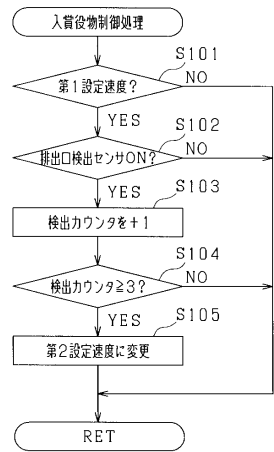 入賞役物制御処理
S101
第1設定速度?
NO
YES
S102
排出口検出センサON?
NO
YES
S103
検出カウンタを+1
S104
検出カウンタ≧3?
NO
YES
S105
第2設定速度に変更
RET